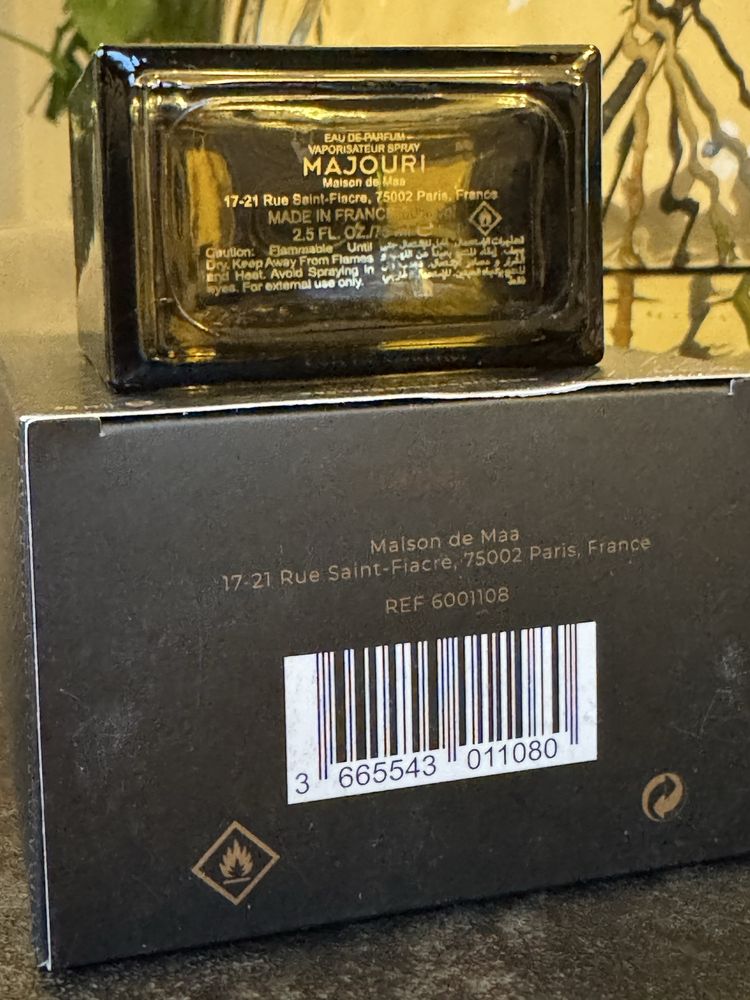 EAU DE PARFUM
VAPORISATEUR SPRAY
MAJOURI
Maison de Maa
17-21 Rue Saint-Fiacre, 75002 Paris, France
MADE IN FRANCE
2.5 FL. OZ./75
Caution: Flammable Until
Dry. Keep Away From Flames
and Heat. Avoid Spraying in
eyes. For external use only.
Maison de Maa
17-21 Rue Saint-Fiacre, 75002 Paris, France
REF 6001108
3 665543 011080